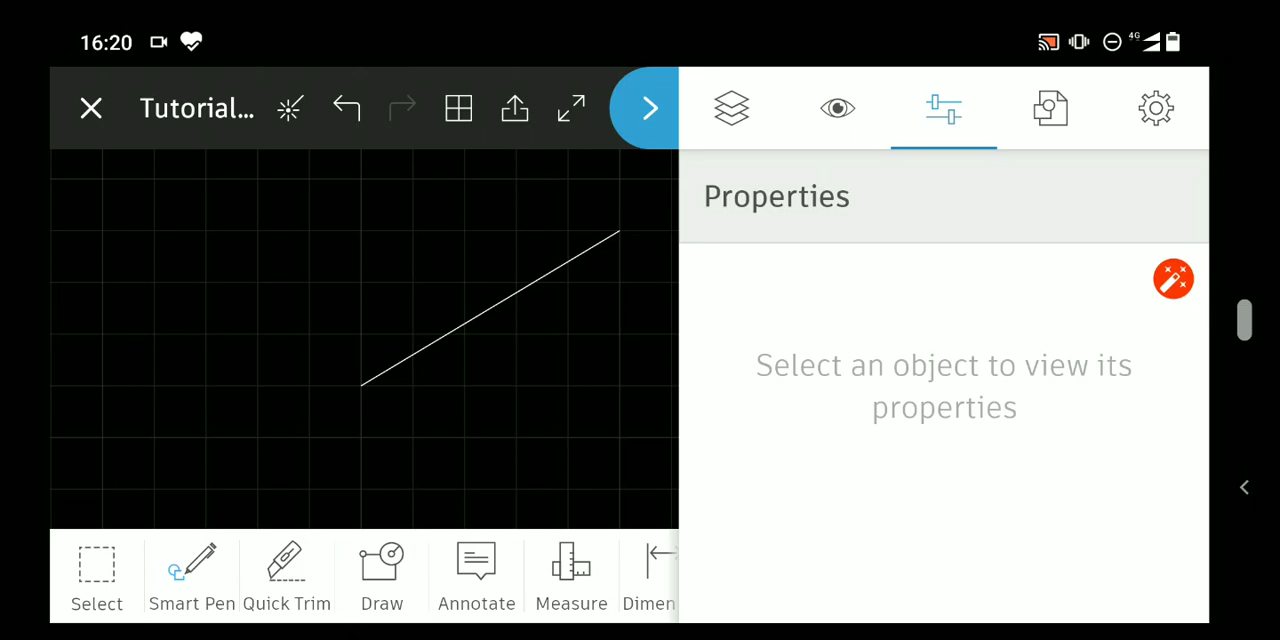 16:20
4G
Tutorial...
Properties
Select an object to view its
properties
Select
Smart Pen
Quick Trim
Draw
Annotate
Measure
Dimen